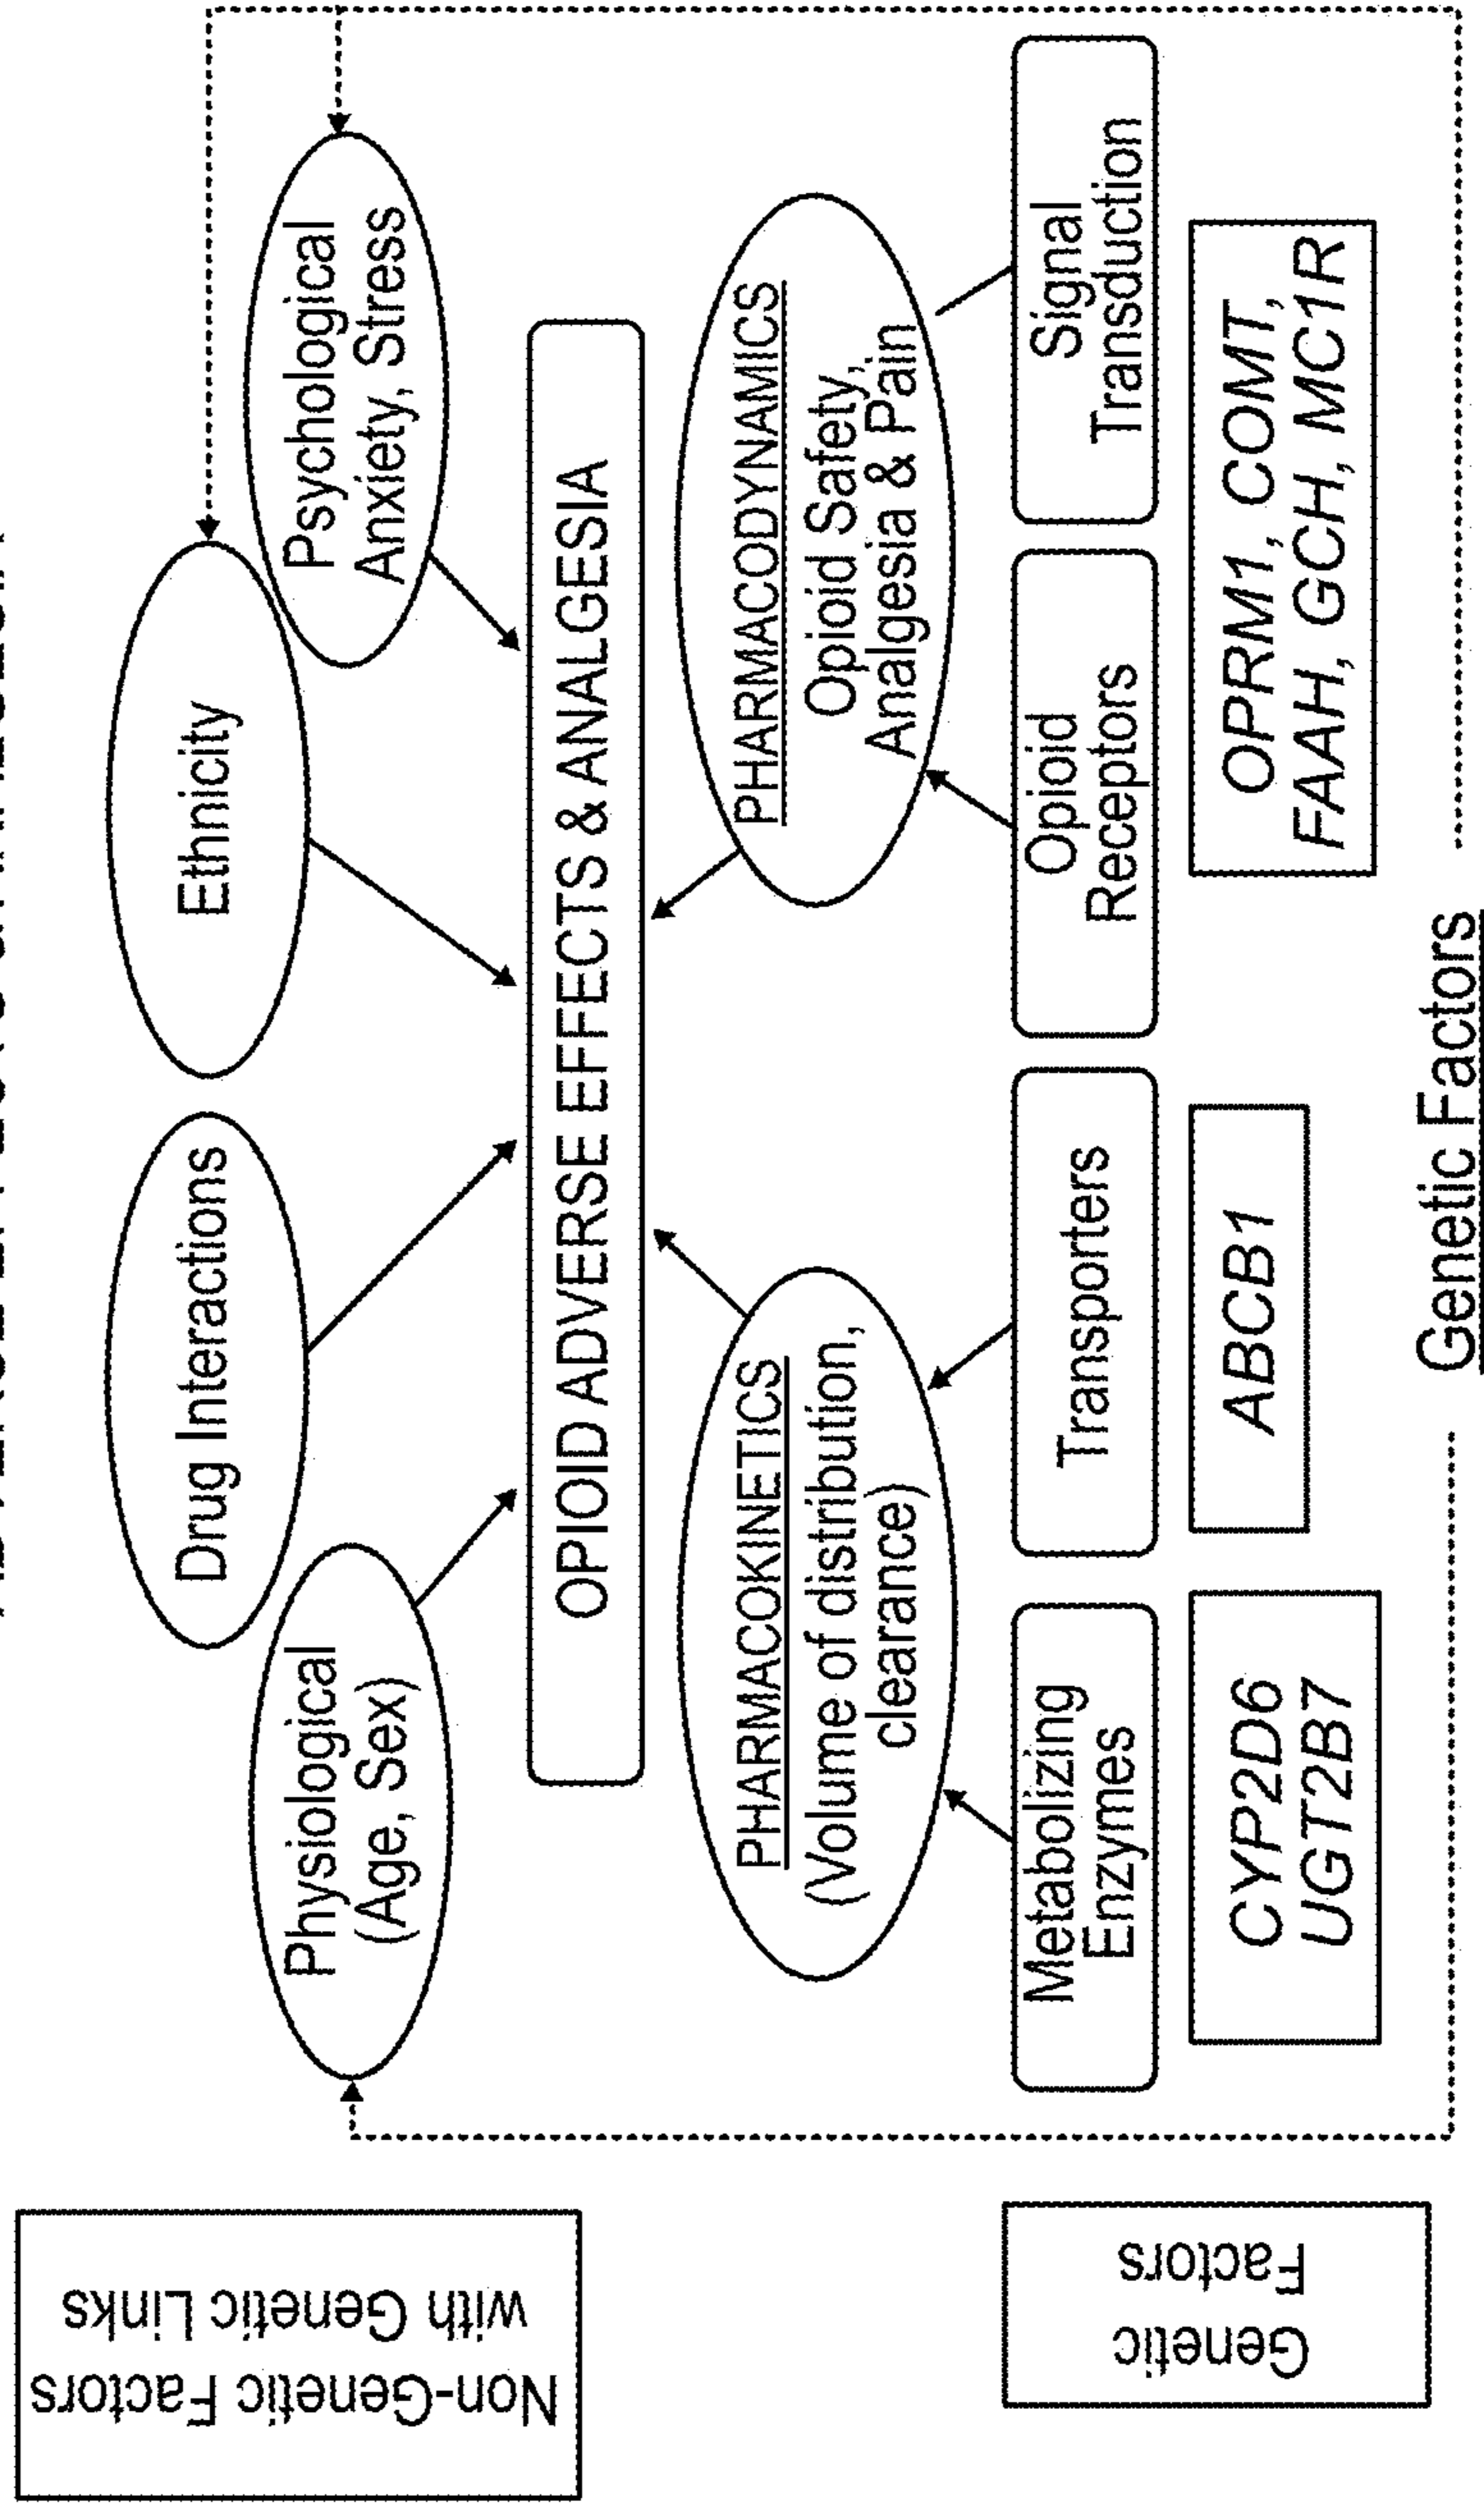 Non-Genetic Factors
with Genetic Links
Physiological
(Age, Sex)
Drug Interactions
Ethnicity
Psychological
Anxiety, Stress
OPIOID ADVERSE EFFECTS & ANALGESIA
PHARMACOKINETICS
(Volume of distribution,
clearance)
PHARMACODYNAMICS
Opioid Safety,
Analgesia & Pain
Genetic
Factors
Metabolizing
Enzymes
Transporters
Opioid
Receptors
Signal
Transduction
CYP2D6
UGT2B7
ABCB1
OPRM1, COMT,
FAAH, GCH, MC1R
Genetic Factors